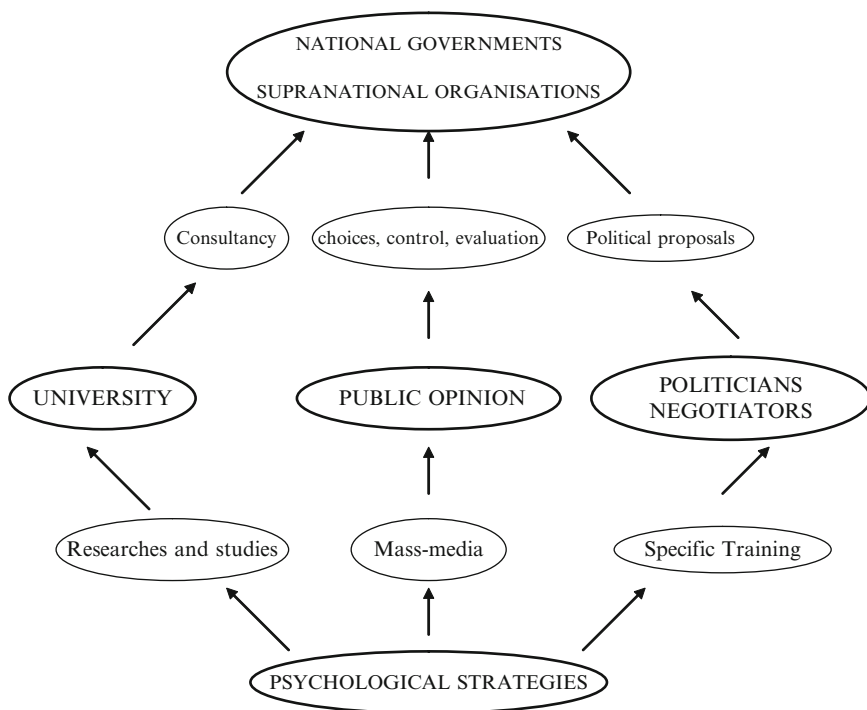 NATIONAL GOVERNMENTS
SUPRANATIONAL ORGANISATIONS
Consultancy
choices, control, evaluation
Political proposals
UNIVERSITY
PUBLIC OPINION
POLITICIANS
NEGOTIATORS
Researches and studies
Mass-media
Specific Training
PSYCHOLOGICAL STRATEGIES